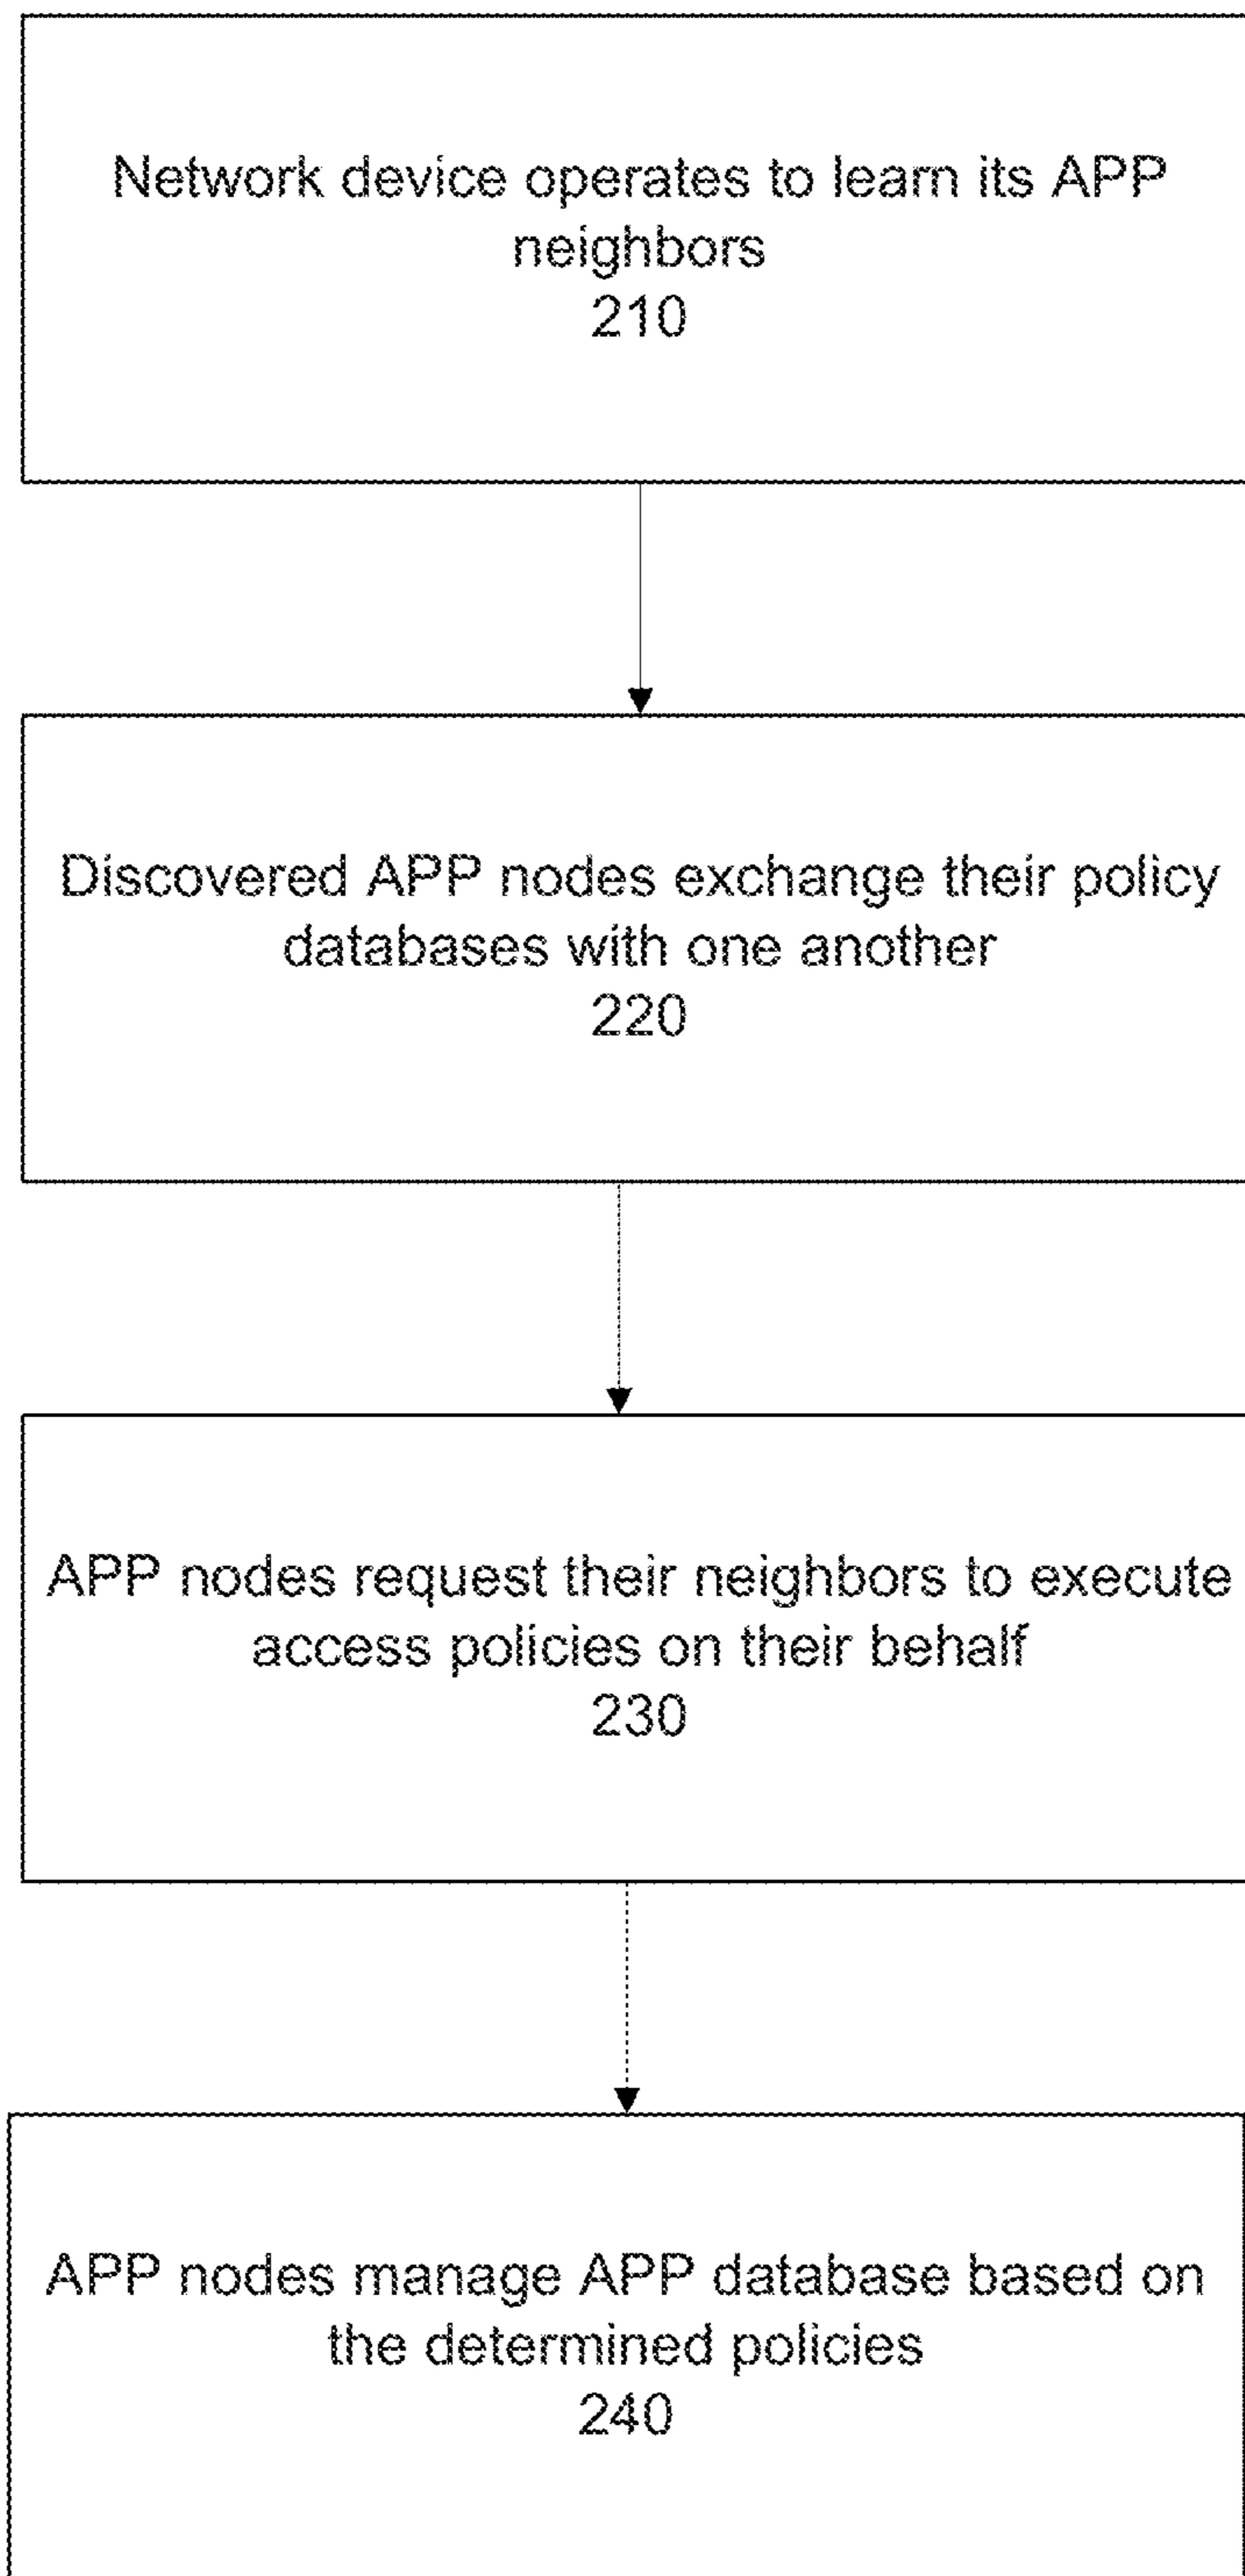 Network device operates to learn its APP
neighbors
210
Discovered APP nodes exchange their policy
databases with one another
220
APP nodes request their neighbors to execute
access policies on their behalf
230
APP nodes manage APP database based on
the determined policies
240